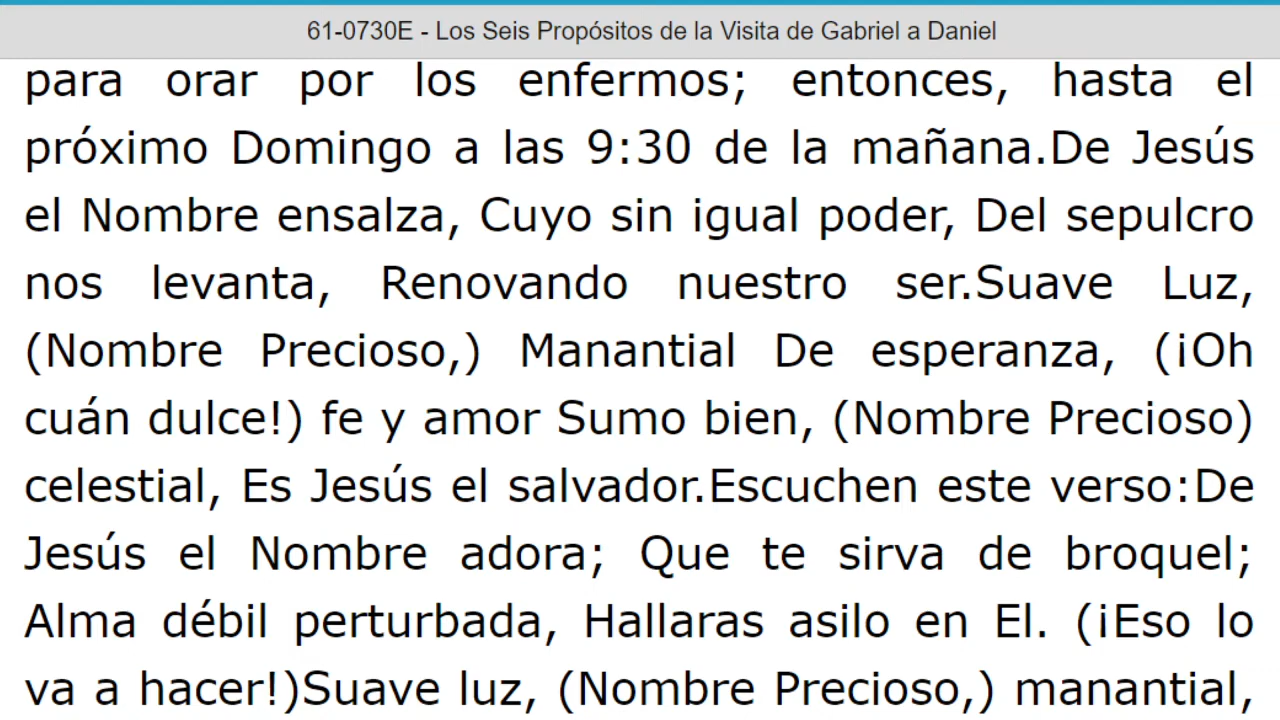 61-0730E - Los Seis Propósitos de la Visita de Gabriel a Daniel
para orar por los enfermos; entonces, hasta el
próximo Domingo a las 9:30 de la mañana.De Jesús
el Nombre ensalza, Cuyo sin igual poder, Del sepulcro
nos levanta, Renovando nuestro ser.Suave Luz,
(Nombre Precioso,) Manantial De esperanza, (¡Oh
cuán dulce!) fe y amor Sumo bien, (Nombre Precioso)
celestial, Es Jesús el salvador.Escuchen este verso:De
Jesús el Nombre adora; Que te sirva de broquel;
Alma débil perturbada, Hallaras asilo en El. (¡Eso lo
va a hacer!)Suave luz, (Nombre Precioso,) manantial,